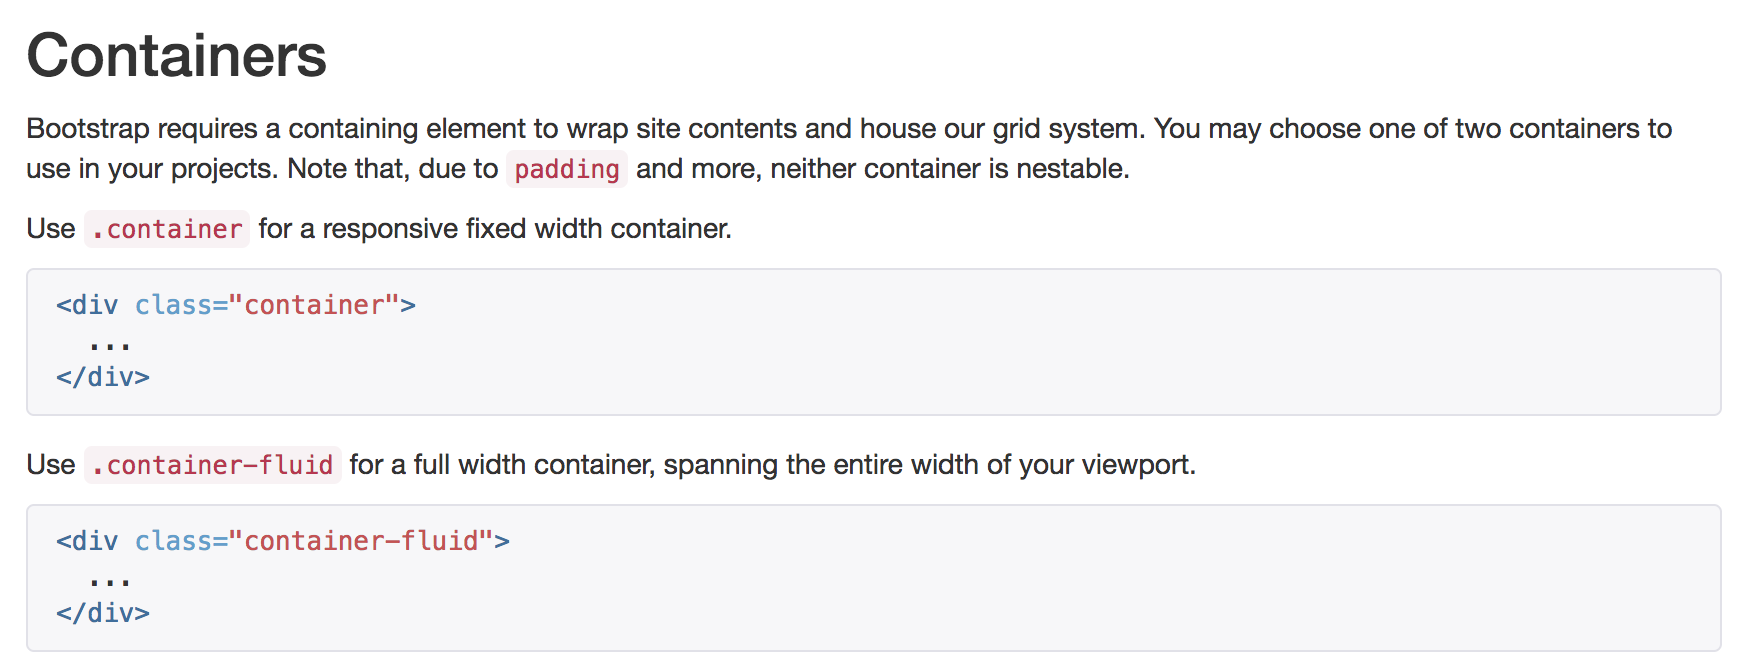 Containers
Bootstrap requires a containing element to wrap site contents and house our grid system. You may choose one of two containers to
use in your projects. Note that, due to padding and more, neither container is nestable.
Use .container for a responsive fixed width container.
<div class="container">
  ...
</div>
Use .container-fluid for a full width container, spanning the entire width of your viewport.
<div class="container-fluid">
  ...
</div>